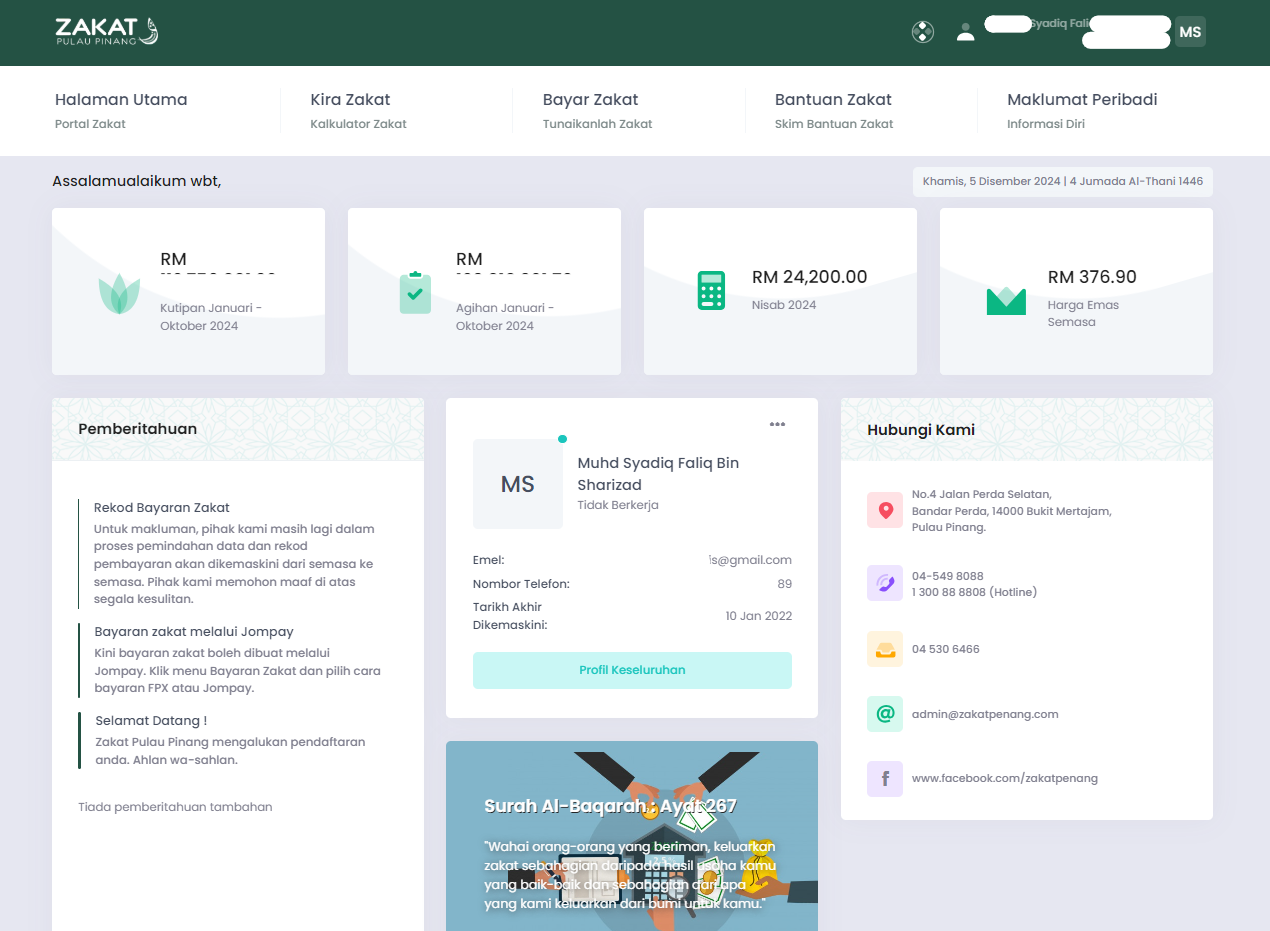 ZAKAT
PULAU PINANG
Syadiq Fali
MS
Halaman Utama
Portal Zakat
Kira Zakat
Kalkulator Zakat
Bayar Zakat
Tunaikanlah Zakat
Bantuan Zakat
Skim Bantuan Zakat
Maklumat Peribadi
Informasi Diri
Assalamualaikum wbt,
Khamis, 5 Disember 2024 | 4 Jumada Al-Thani 1446
RM
Kutipan Januari -
Oktober 2024
RM
Agihan Januari -
Oktober 2024
RM 24,200.00
Nisab 2024
RM 376.90
Harga Emas
Semasa
Pemberitahuan
Rekod Bayaran Zakat
Untuk makluman, pihak kami masih lagi dalam
proses pemindahan data dan rekod
pembayaran akan dikemaskini dari semasa ke
semasa. Pihak kami memohon maaf di atas
segala kesulitan.
Bayaran zakat melalui Jompay
Kini bayaran zakat boleh dibuat melalui
Jompay. Klik menu Bayaran Zakat dan pilih cara
bayaran FPX atau Jompay.
Selamat Datang !
Zakat Pulau Pinang mengalukan pendaftaran
anda. Ahlan wa-sahlan.
Tiada pemberitahuan tambahan
MS
Muhd Syadiq Faliq Bin
Sharizad
Tidak Berkerja
Emel:
is@gmail.com
Nombor Telefon:
89
Tarikh Akhir
Dikemaskini:
10 Jan 2022
Profil Keseluruhan
Surah Al-Baqarah : Ayat 267
"Wahai orang-orang yang beriman, keluarkan
zakat sebahagian daripada hasil usaha kamu
yang baik-baik dan sebahagian dari apa
yang kami keluarkan dari bumi untuk kamu."
Hubungi Kami
No.4 Jalan Perda Selatan,
Bandar Perda, 14000 Bukit Mertajam,
Pulau Pinang.
04-549 8088
1 300 88 8808 (Hotline)
04 530 6466
admin@zakatpenang.com
www.facebook.com/zakatpenang